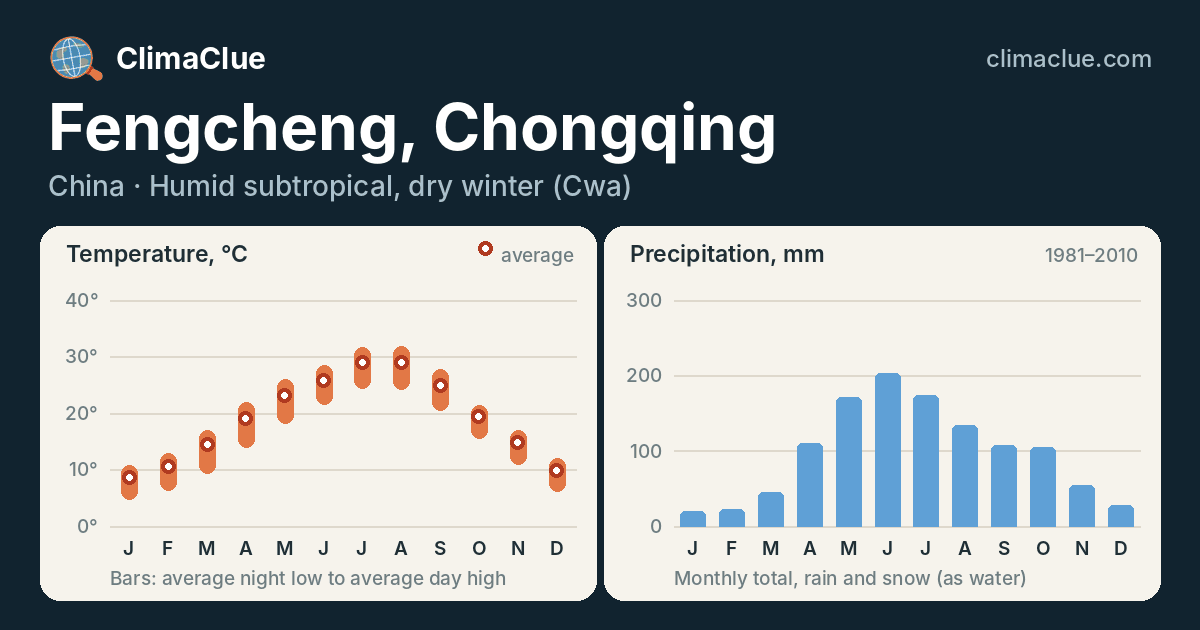 ClimaClue
climaclue.com
Fengcheng, Chongqing
China · Humid subtropical, dry winter (Cwa)
Temperature, °C
average
40°
30°
20°
10°
0°
J F M A M J J A S O N D
Bars: average night low to average day high
Precipitation, mm
1981–2010
300
200
100
0
J F M A M J J A S O N D
Monthly total, rain and snow (as water)